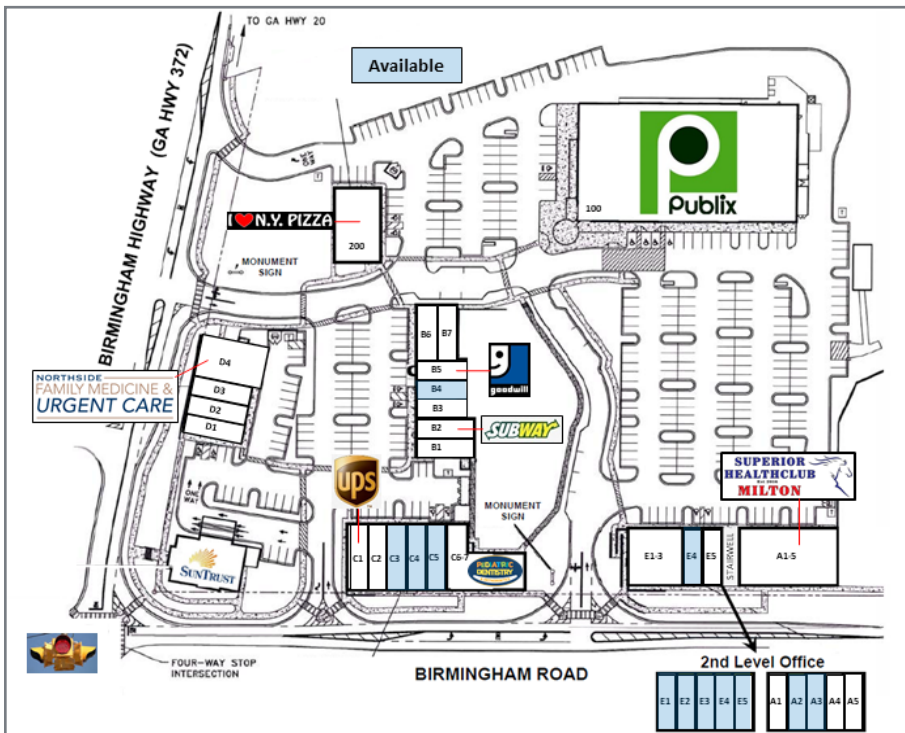 TO GA HWY 20
Available
BIRMINGHAM HIGHWAY (GA HWY 372)
Publix
100
I ❤ N.Y. PIZZA
200
MONUMENT
SIGN
B6
B7
B5
goodwill
B4
B3
B2
SUBWAY
B1
D4
D3
D2
D1
NORTHSIDE
FAMILY MEDICINE &
URGENT CARE
ONE
WAY
SUNTRUST
ups
C1
C2
C3
C4
C5
C6-7
PEDIATRIC
DENTISTRY
MONUMENT
SIGN
SUPERIOR
HEALTHCLUB
MILTON
E1-3
E4
E5
STAIRWELL
A1-5
FOUR-WAY STOP
INTERSECTION
BIRMINGHAM ROAD
2nd Level Office
E1
E2
E3
E4
E5
A1
A2
A3
A4
A5